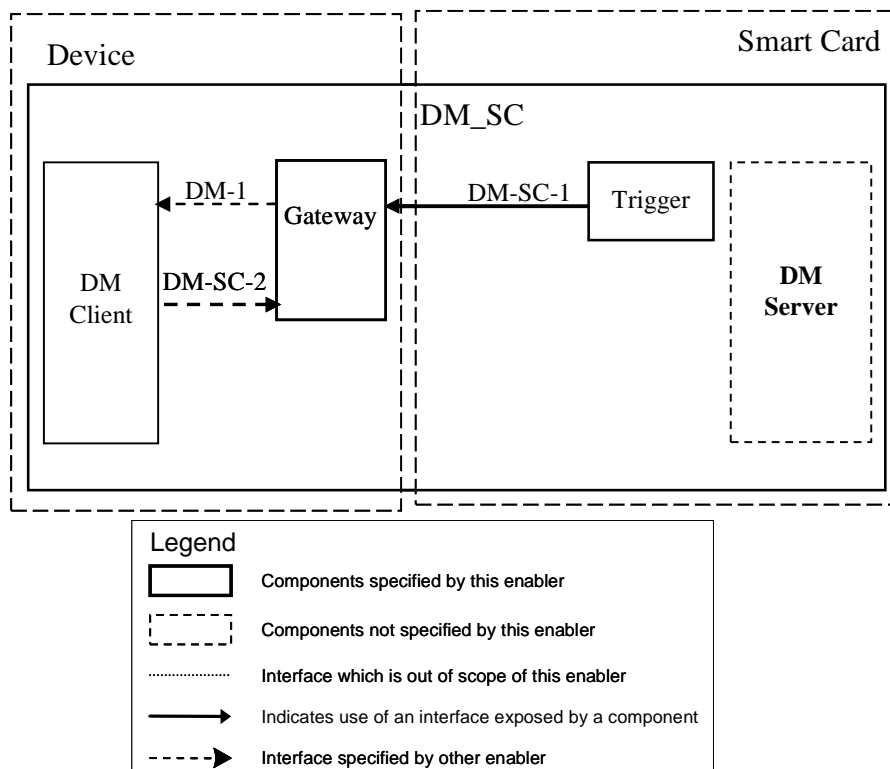 Device
Smart Card
DM_SC
DM-1
DM-SC-1
Gateway
Trigger
DM-SC-2
DM
Client
DM
Server
Legend
Components specified by this enabler
Components not specified by this enabler
Interface which is out of scope of this enabler
Indicates use of an interface exposed by a component
Interface specified by other enabler